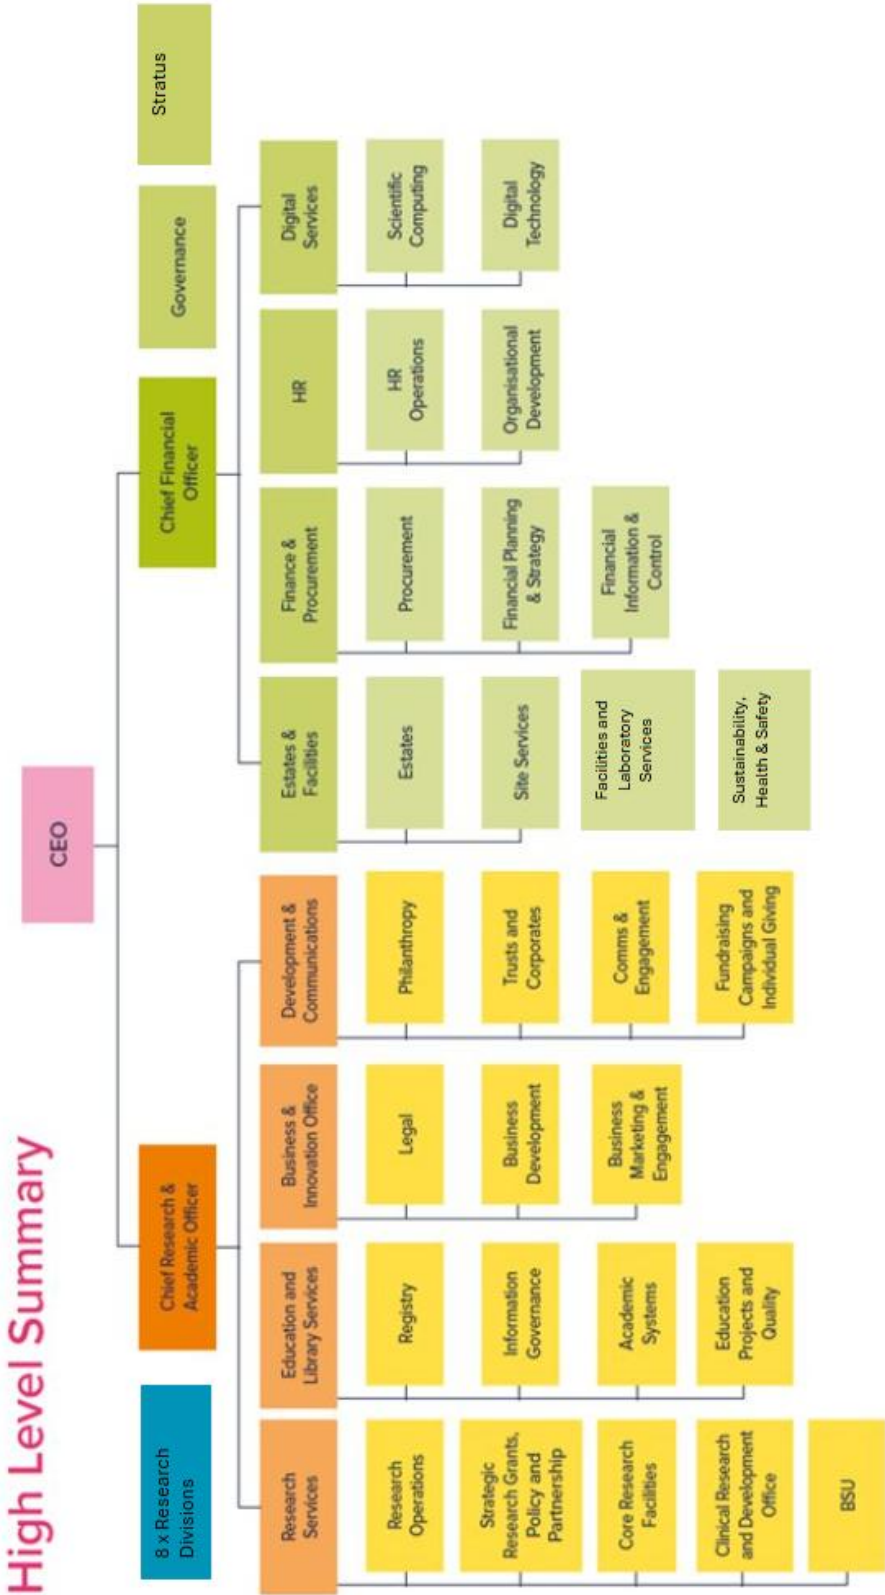 High Level Summary
CEO
8 x Research
Divisions
Chief Research &
Academic Officer
Chief Financial
Officer
Governance
Stratus
Research
Services
Education and
Library Services
Business &
Innovation Office
Development &
Communications
Estates &
Facilities
Finance &
Procurement
HR
Digital
Services
Research
Operations
Registry
Legal
Philanthropy
Estates
Procurement
HR
Operations
Scientific
Computing
Strategic
Research Grants,
Policy and
Partnership
Information
Governance
Business
Development
Trusts and
Corporates
Site Services
Financial Planning
& Strategy
Organisational
Development
Digital
Technology
Core Research
Facilities
Academic
Systems
Business
Marketing &
Engagement
Comms &
Engagement
Facilities and
Laboratory
Services
Financial
Information &
Control
Clinical Research
and Development
Office
Education
Projects and
Quality
Fundraising
Campaigns and
Individual Giving
Sustainability,
Health & Safety
BSU